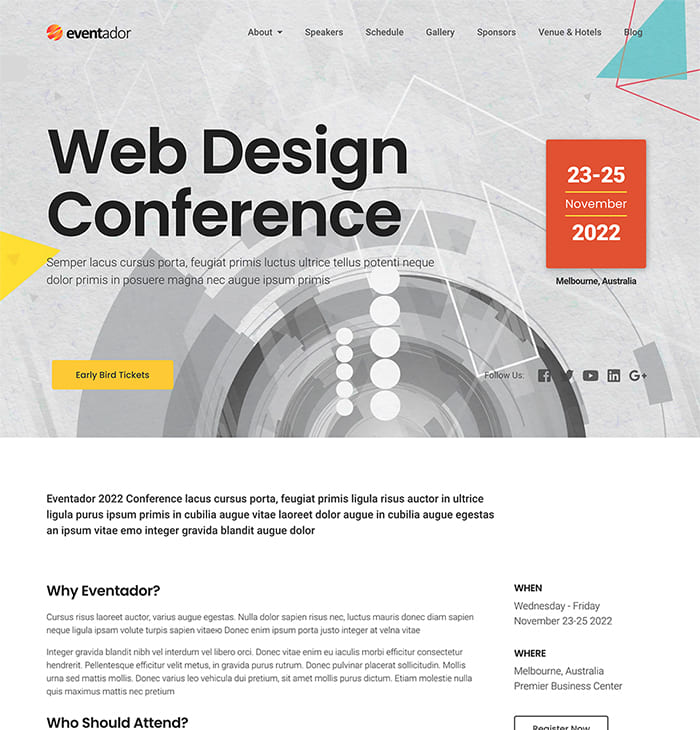 eventador
About Speakers Schedule Gallery Sponsors Venue & Hotels Blog
Web Design
Conference
Semper lacus cursus porta, feugiat primis luctus ultrice tellus potenti neque
dolor primis in posuere magna nec augue ipsum primis
23-25
November
2022
Melbourne, Australia
Early Bird Tickets
Follow Us:
Eventador 2022 Conference lacus cursus porta, feugiat primis ligula risus auctor in ultrice
ligula purus ipsum primis in cubilia augue vitae laoreet dolor augue in cubilia augue egestas
an ipsum vitae emo integer gravida blandit augue dolor
Why Eventador?
Cursus risus laoreet auctor, varius augue egestas. Nulla dolor sapien risus nec, luctus mauris donec diam sapien
neque ligula ipsam volute turpis sapien vitaeю Donec enim ipsum porta justo integer at velna vitae
Integer gravida blandit nibh vel interdum vel libero orci. Donec vitae enim eu iaculis morbi efficitur consectetur
hendrerit. Pellentesque efficitur velit metus, in gravida purus rutrum. Donec pulvinar placerat sollicitudin. Mollis
urna sed mattis mollis. Donec varius leo vehicula dui pretium, sit amet mollis purus dictum. Etiam molestie nulla
quis maximus mattis nec pretium
Who Should Attend?
WHEN
Wednesday - Friday
November 23-25 2022
WHERE
Melbourne, Australia
Premier Business Center
Register Now